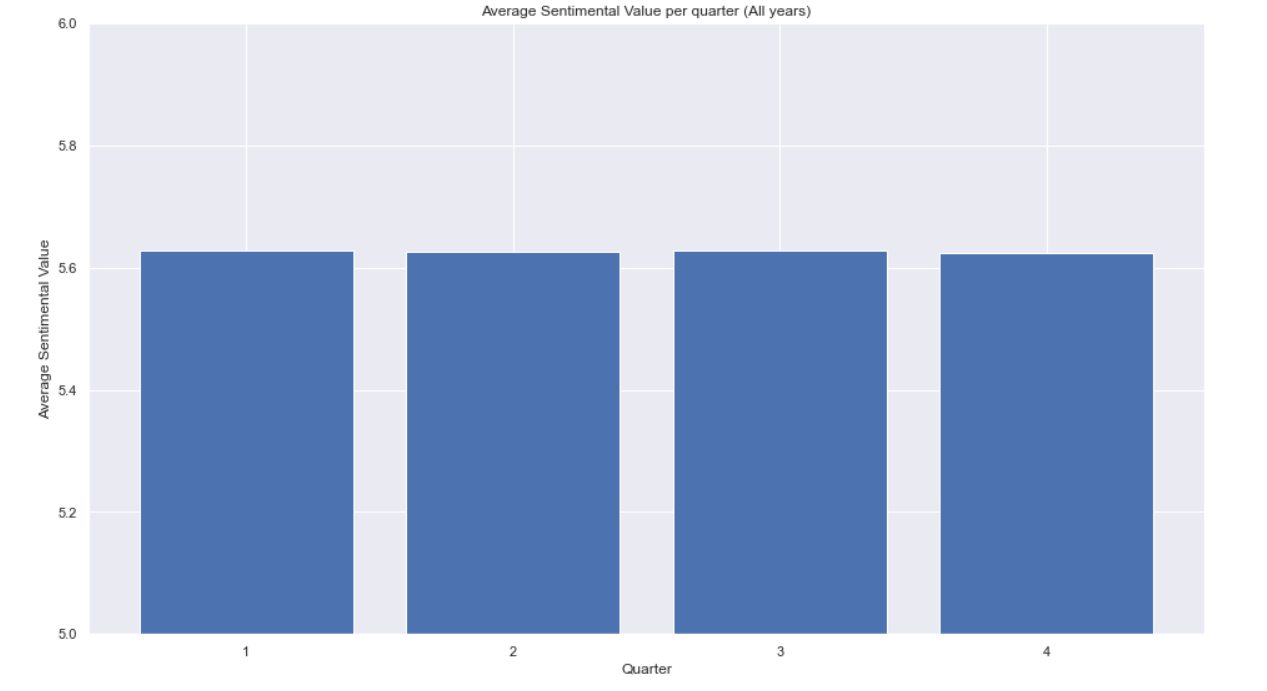 Average Sentimental Value per quarter (All years)
6.0
5.8
5.6
5.4
5.2
5.0
Average Sentimental Value
1 2 3 4
Quarter